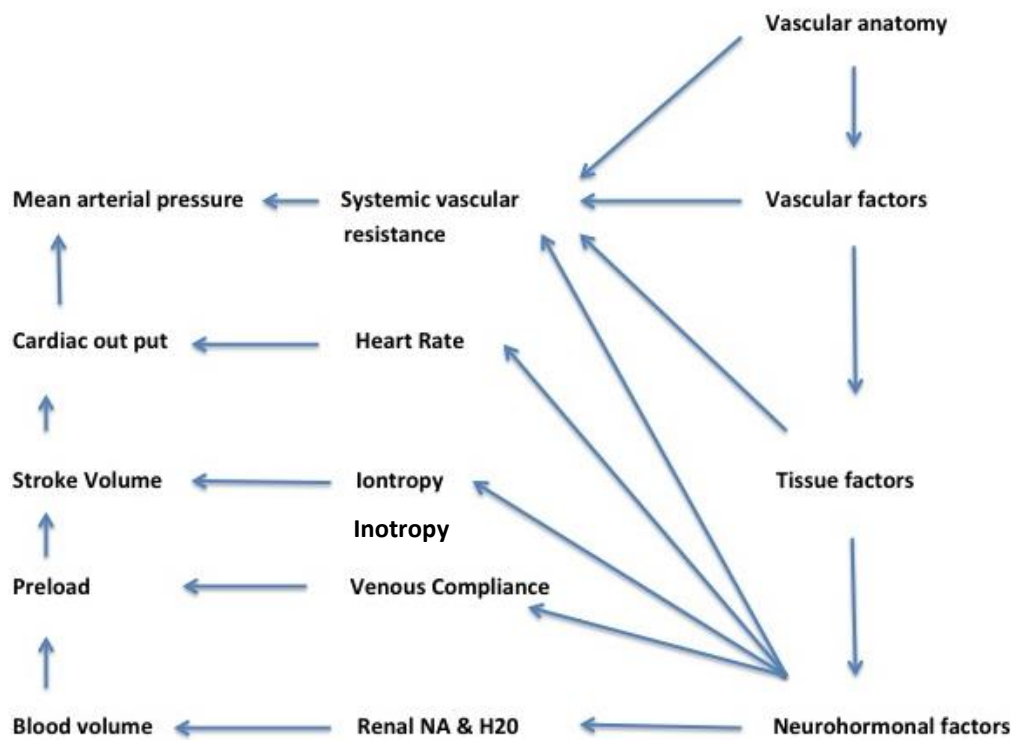 Vascular anatomy
Mean arterial pressure
Systemic vascular
resistance
Vascular factors
Cardiac out put
Heart Rate
Stroke Volume
Iontropy
Tissue factors
Inotropy
Preload
Venous Compliance
Blood volume
Renal NA & H20
Neurohormonal factors